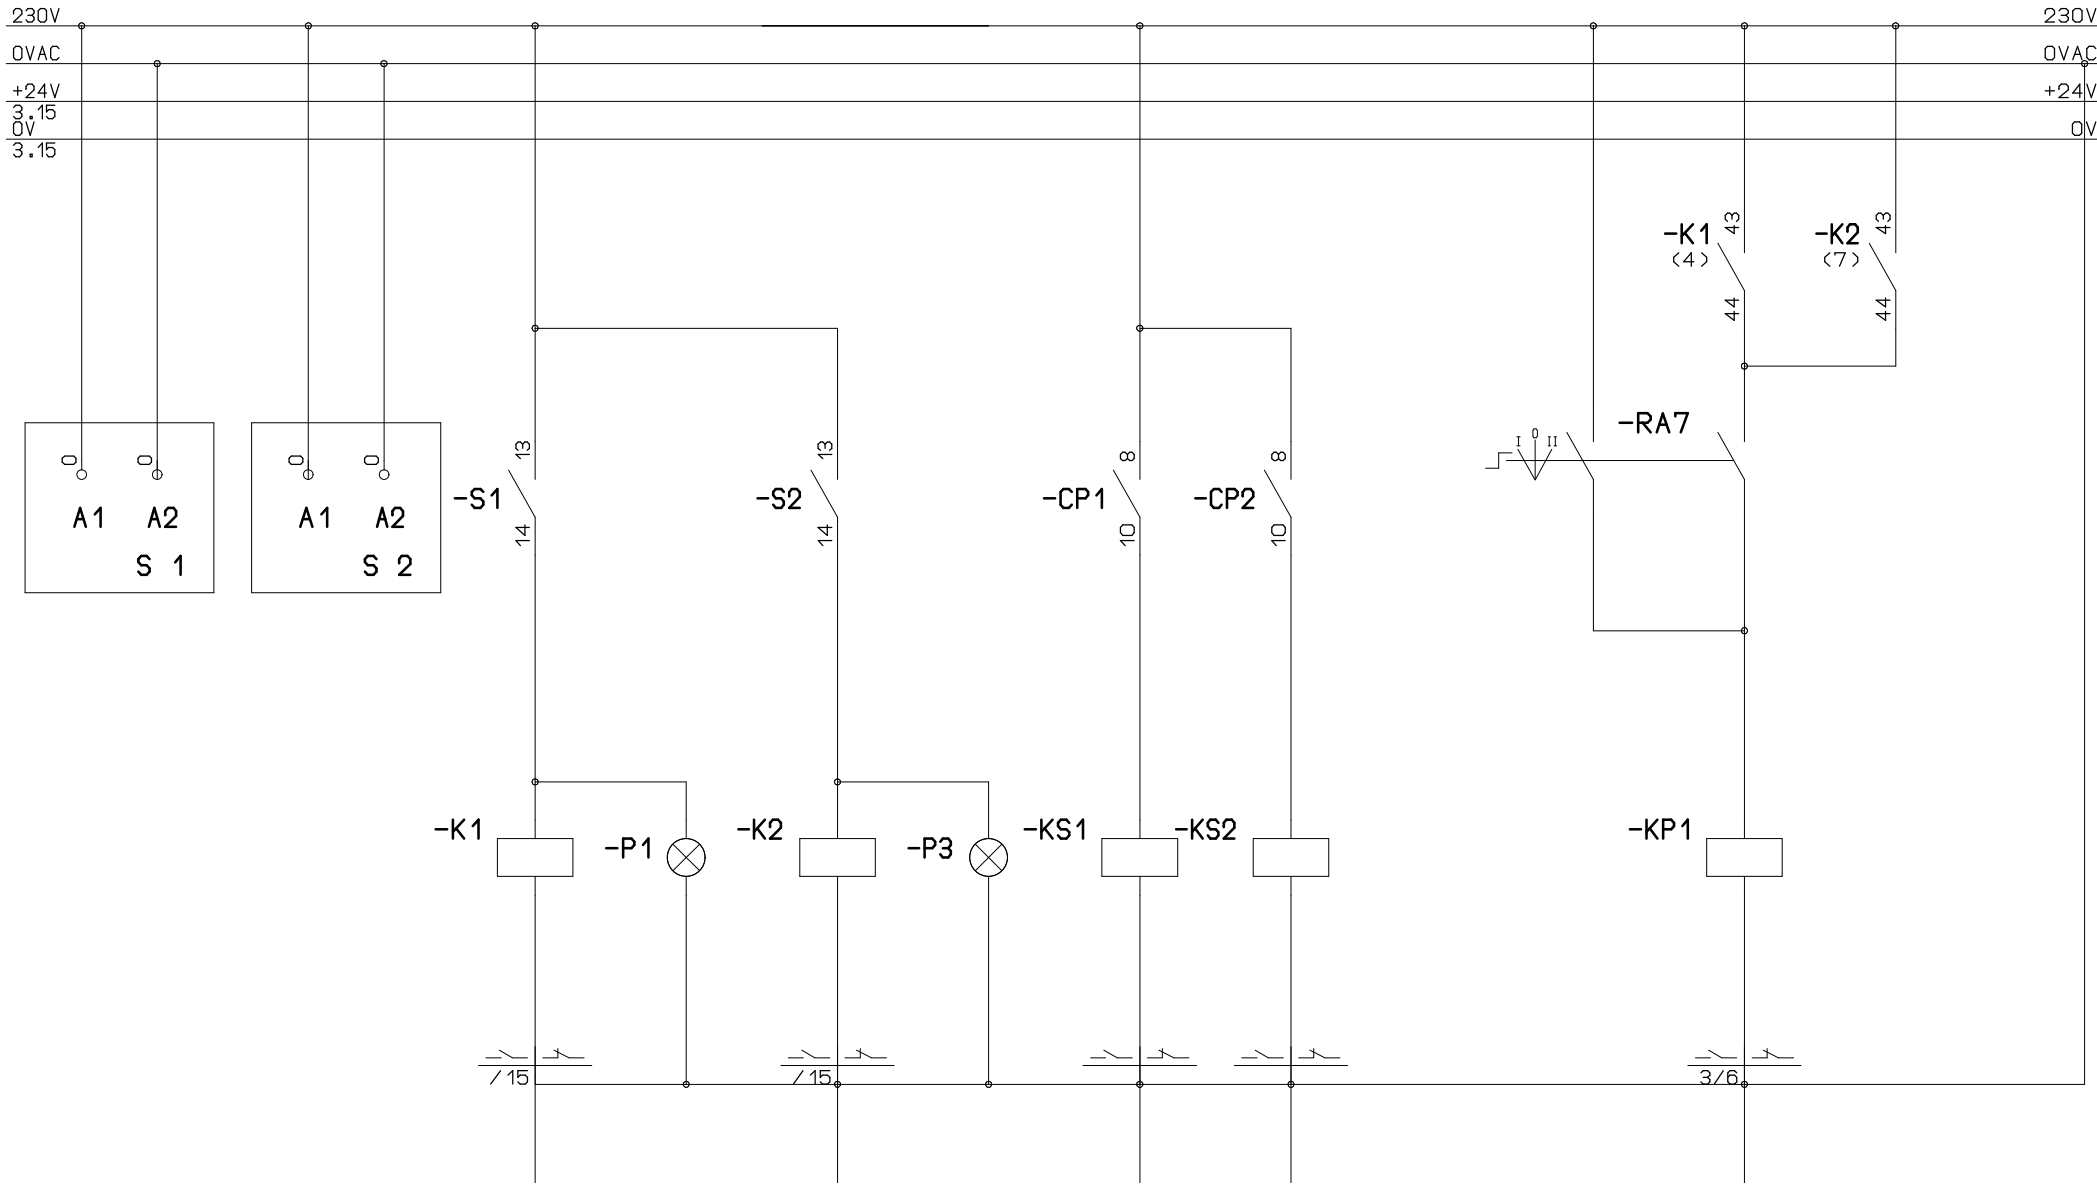 230V 230V
0VAC 0VAC
+24V +24V
3.15
0V 0V
3.15
43 43
-K1 -K2
(4) (7)
44 44
-RA7
I 0 II
13 13 8 8
0 0 0 0
-S1 -S2 -CP1 -CP2
A1 A2 A1 A2
14 14 10 10
S 1 S 2
-K1 -P1 -K2 -P3 -KS1 -KS2 -KP1
/15 /15 3/6